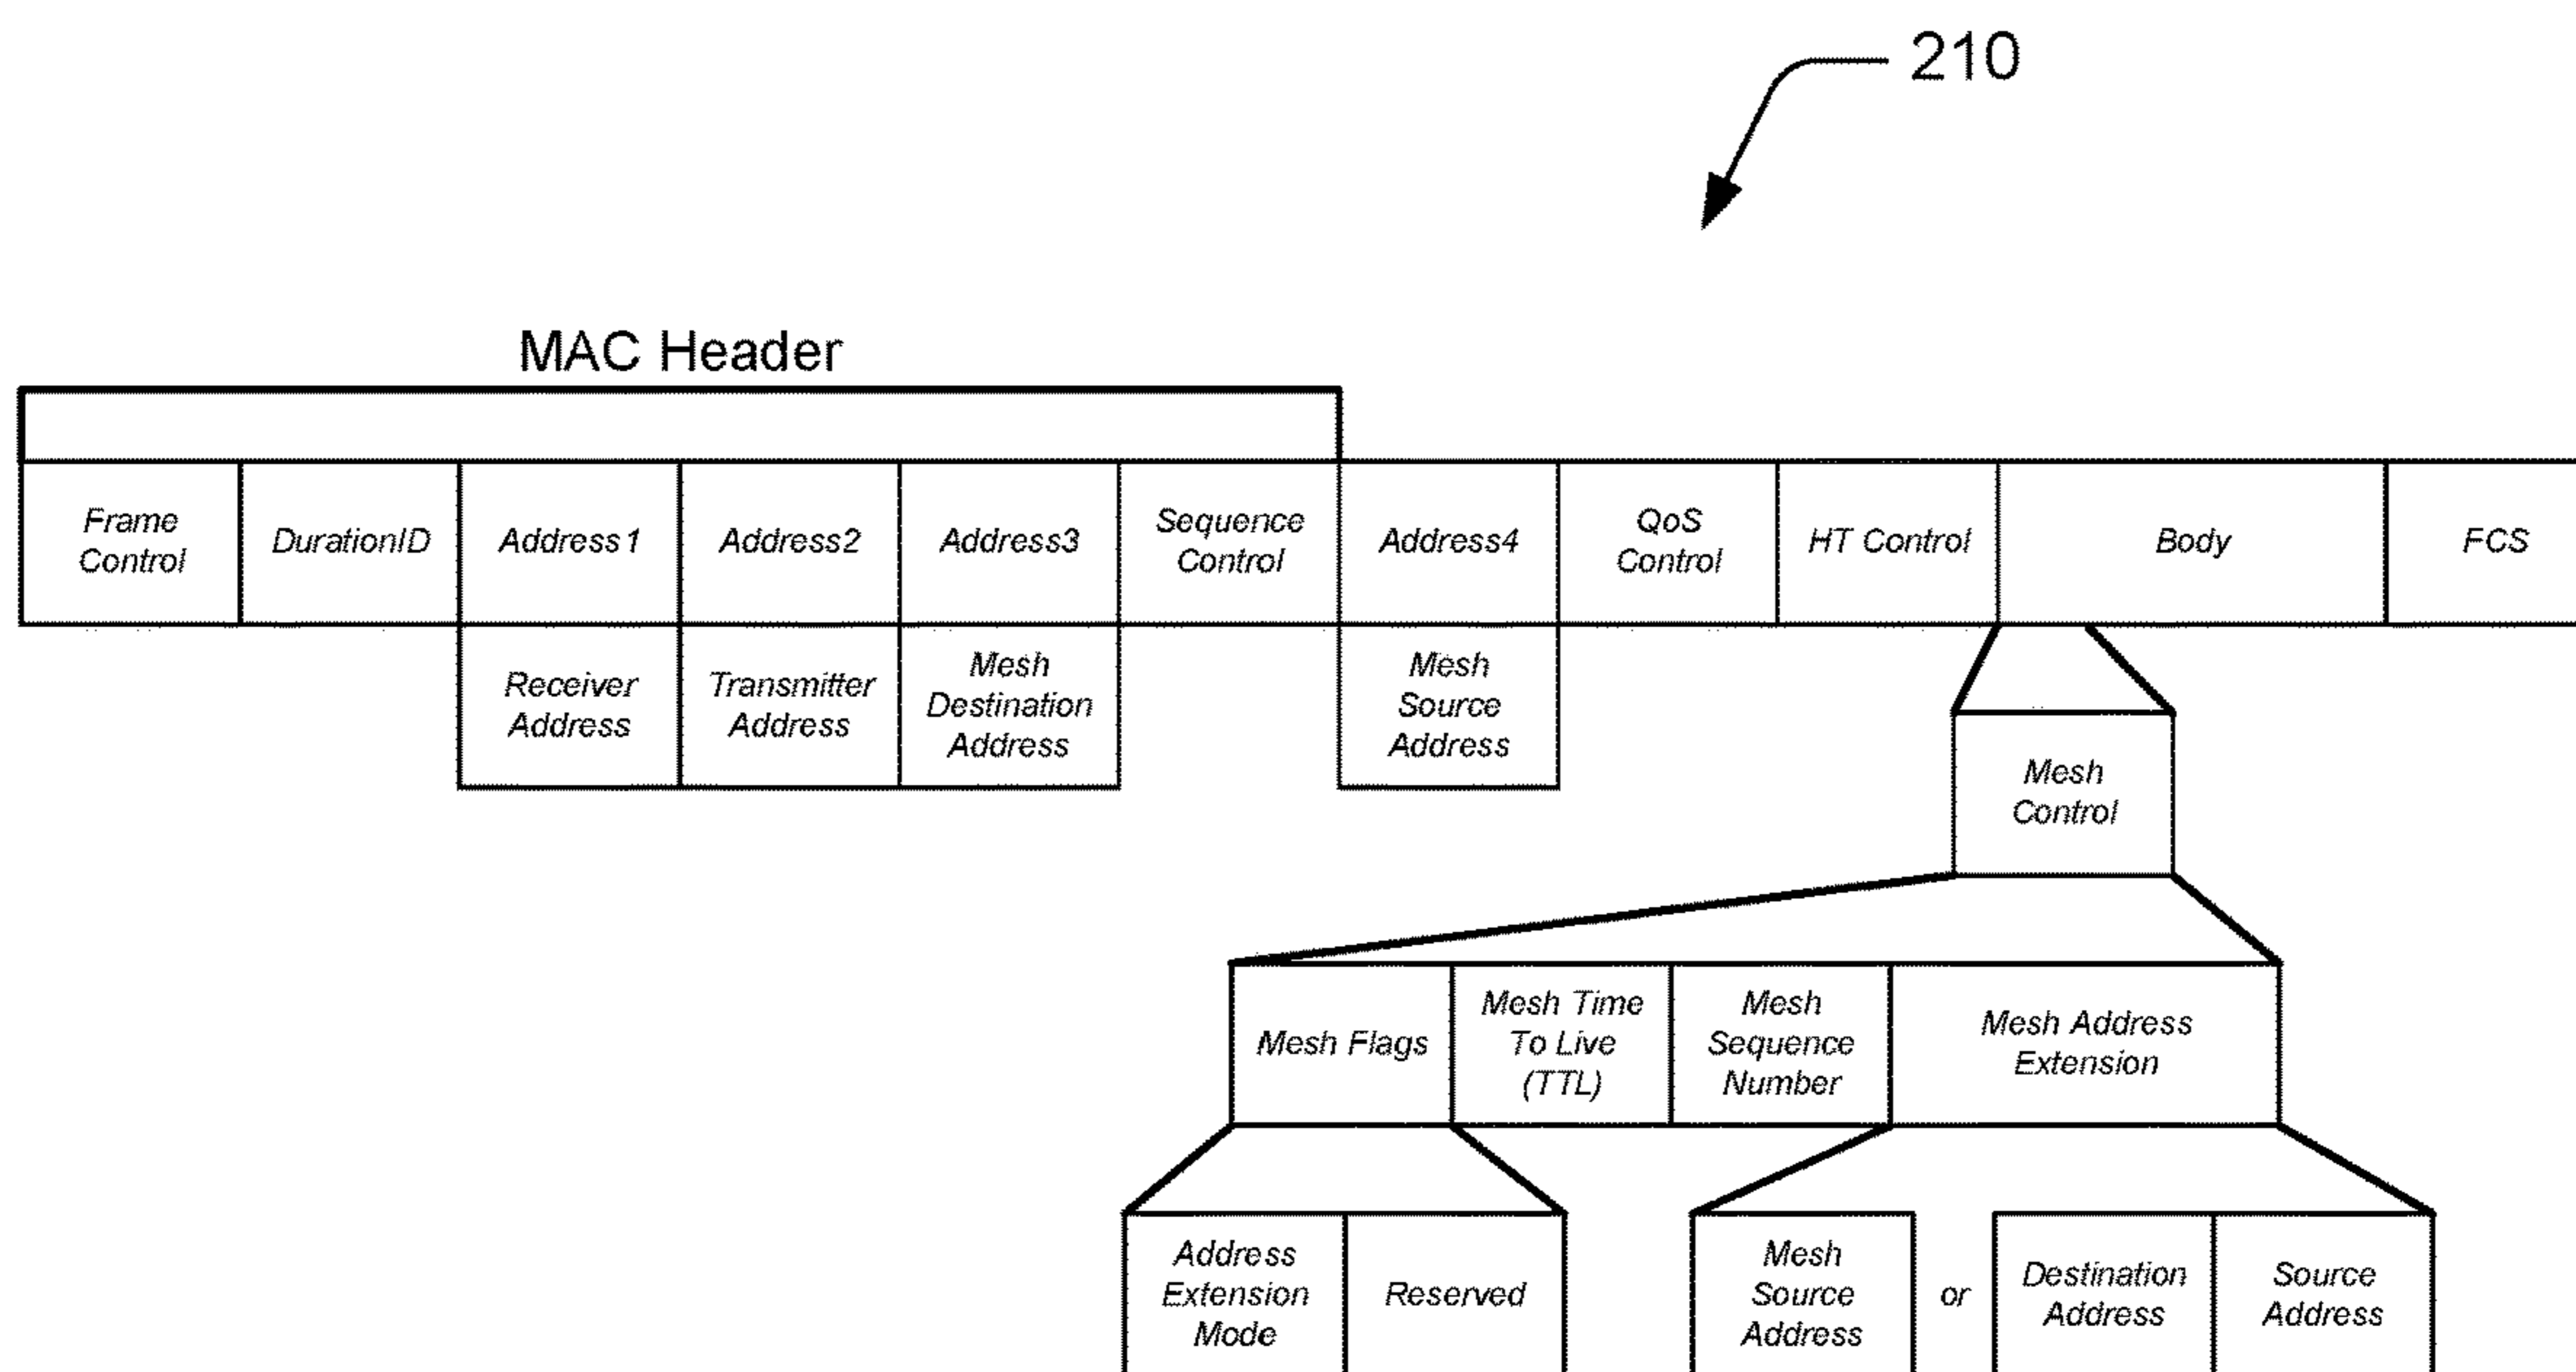 210
MAC Header
Frame
Control
DurationID
Address1
Address2
Address3
Sequence
Control
Address4
QoS
Control
HT Control
Body
FCS
Receiver
Address
Transmitter
Address
Mesh
Destination
Address
Mesh
Source
Address
Mesh
Control
Mesh Flags
Mesh Time
To Live
(TTL)
Mesh
Sequence
Number
Mesh Address
Extension
Address
Extension
Mode
Reserved
Mesh
Source
Address
or
Destination
Address
Source
Address